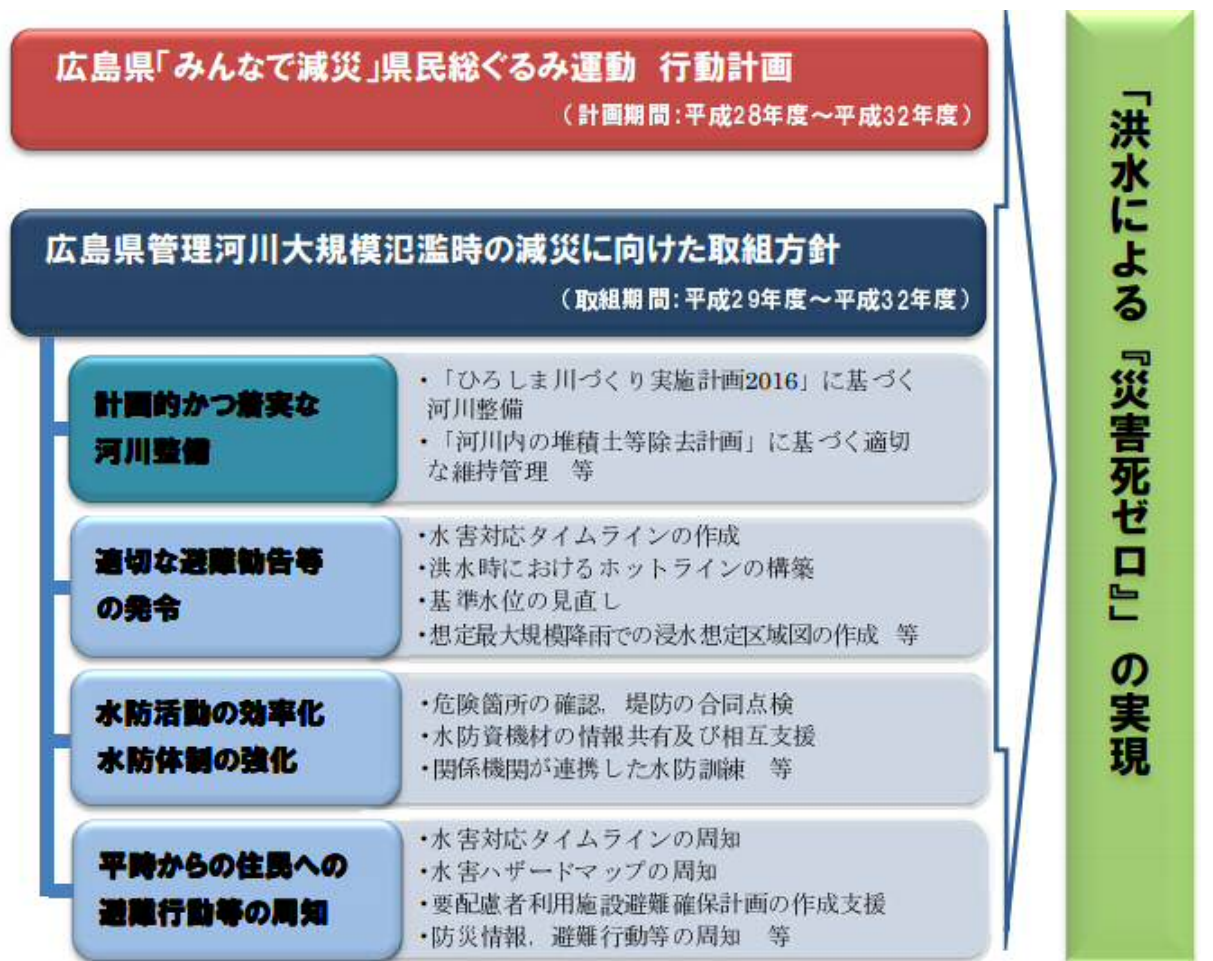 広島県「みんなで減災」県民総ぐるみ運動 行動計画
(計画期間:平成28年度～平成32年度)
広島県管理河川大規模氾濫時の減災に向けた取組方針
(取組期間:平成29年度～平成32年度)
計画的かつ着実な
河川整備
・「ひろしま川づくり実施計画2016」に基づく
河川整備
・「河川内の堆積土等除去計画」に基づく適切
な維持管理 等
適切な避難勧告等
の発令
・水害対応タイムラインの作成
・洪水時におけるホットラインの構築
・基準水位の見直し
・想定最大規模降雨での浸水想定区域図の作成 等
水防活動の効率化
水防体制の強化
・危険箇所の確認，堤防の合同点検
・水防資機材の情報共有及び相互支援
・関係機関が連携した水防訓練 等
平時からの住民への
避難行動等の周知
・水害対応タイムラインの周知
・水害ハザードマップの周知
・要配慮者利用施設避難確保計画の作成支援
・防災情報，避難行動等の周知 等
「洪水による『災害死ゼロ』」の実現